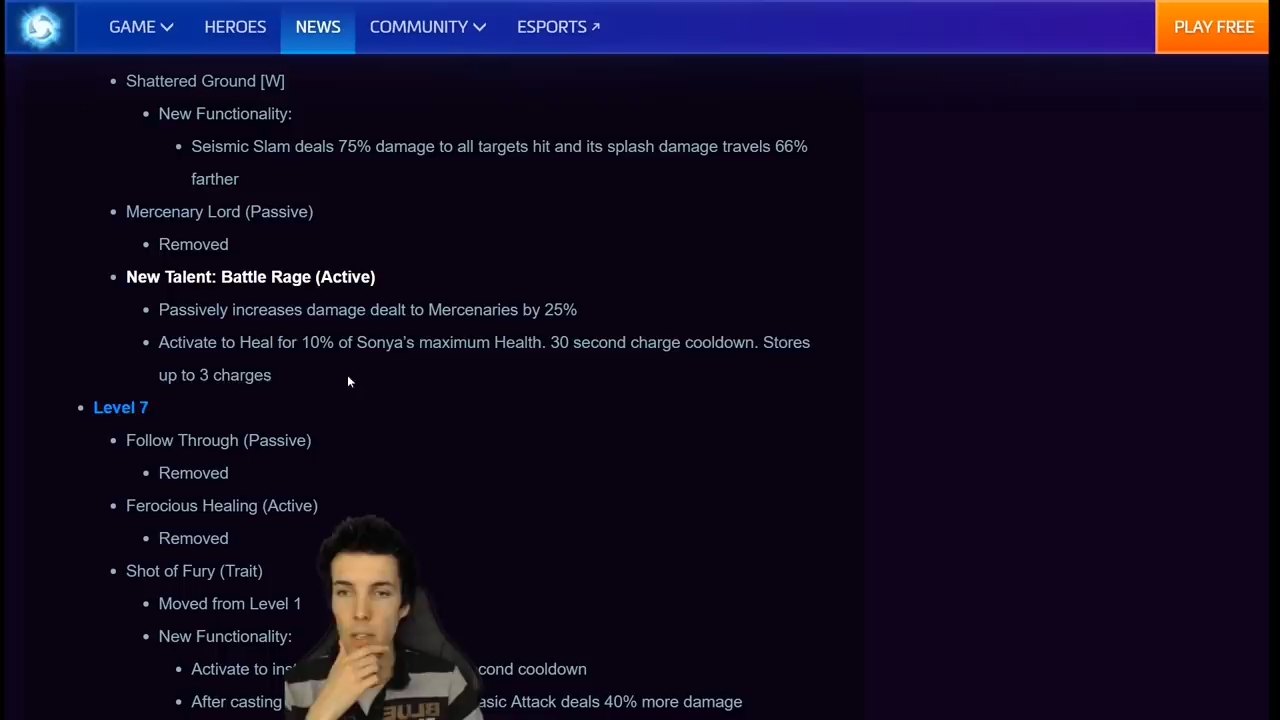 GAME HEROES NEWS COMMUNITY ESPORTS PLAY FREE
Shattered Ground [W]
New Functionality:
Seismic Slam deals 75% damage to all targets hit and its splash damage travels 66%
farther
Mercenary Lord (Passive)
Removed
New Talent: Battle Rage (Active)
Passively increases damage dealt to Mercenaries by 25%
Activate to Heal for 10% of Sonya’s maximum Health. 30 second charge cooldown. Stores
up to 3 charges
Level 7
Follow Through (Passive)
Removed
Ferocious Healing (Active)
Removed
Shot of Fury (Trait)
Moved from Level 1
New Functionality:
Activate to cooldown
After casting Attack deals 40% more damage